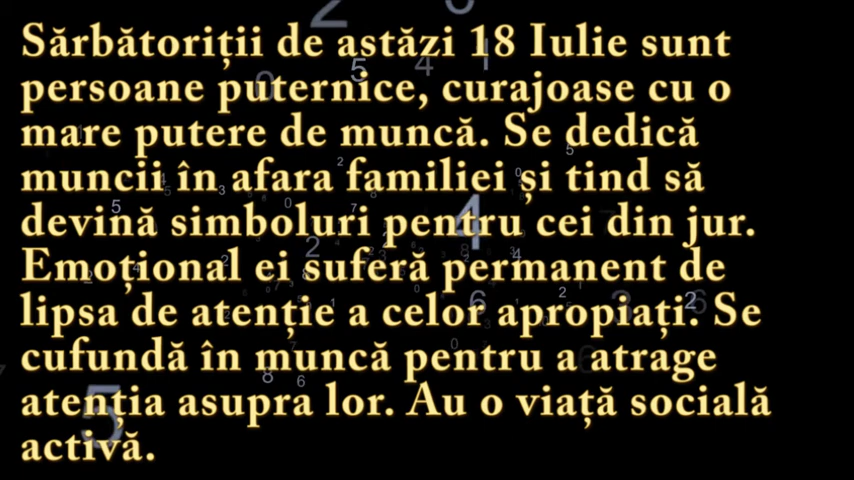 Sărbătoriții de astăzi 18 Iulie sunt
persoane puternice, curajoase cu o
mare putere de muncă. Se dedică
muncii în afara familiei și tind să
devină simboluri pentru cei din jur.
Emoțional ei suferă permanent de
lipsa de atenție a celor apropiați. Se
cufundă în muncă pentru a atrage
atenția asupra lor. Au o viață socială
activă.